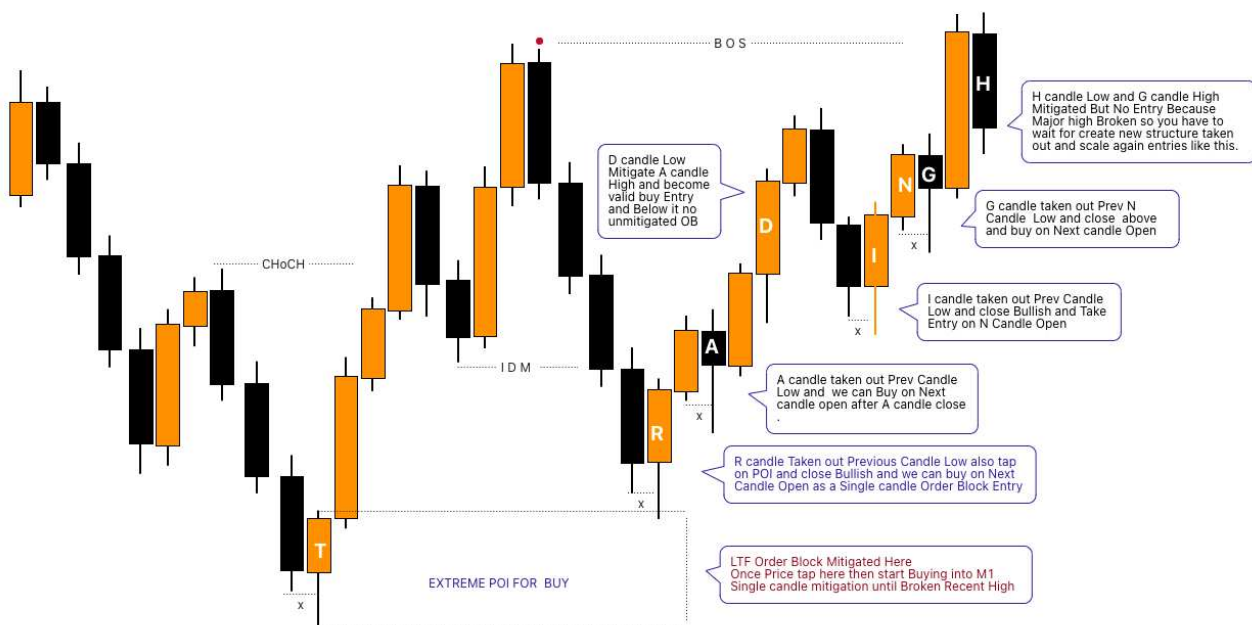 B O S
H
H candle Low and G candle High
Mitigated But No Entry Because
Major high Broken so you have to
wait for create new structure taken
out and scale again entries like this.
D candle Low
Mitigate A candle
High and become
valid buy Entry
and Below it no
unmitigated OB
N
G
G candle taken out Prev N
Candle Low and close above
and buy on Next candle Open
D
x
I
CHoCH
I candle taken out Prev Candle
Low and close Bullish and Take
Entry on N Candle Open
x
A
I D M
A candle taken out Prev Candle
Low and we can Buy on Next
candle open after A candle close
.
x
R
R candle Taken out Previous Candle Low also tap
on POI and close Bullish and we can buy on Next
Candle Open as a Single candle Order Block Entry
x
T
EXTREME POI FOR BUY
LTF Order Block Mitigated Here
Once Price tap here then start Buying into M1
Single candle mitigation until Broken Recent High
x